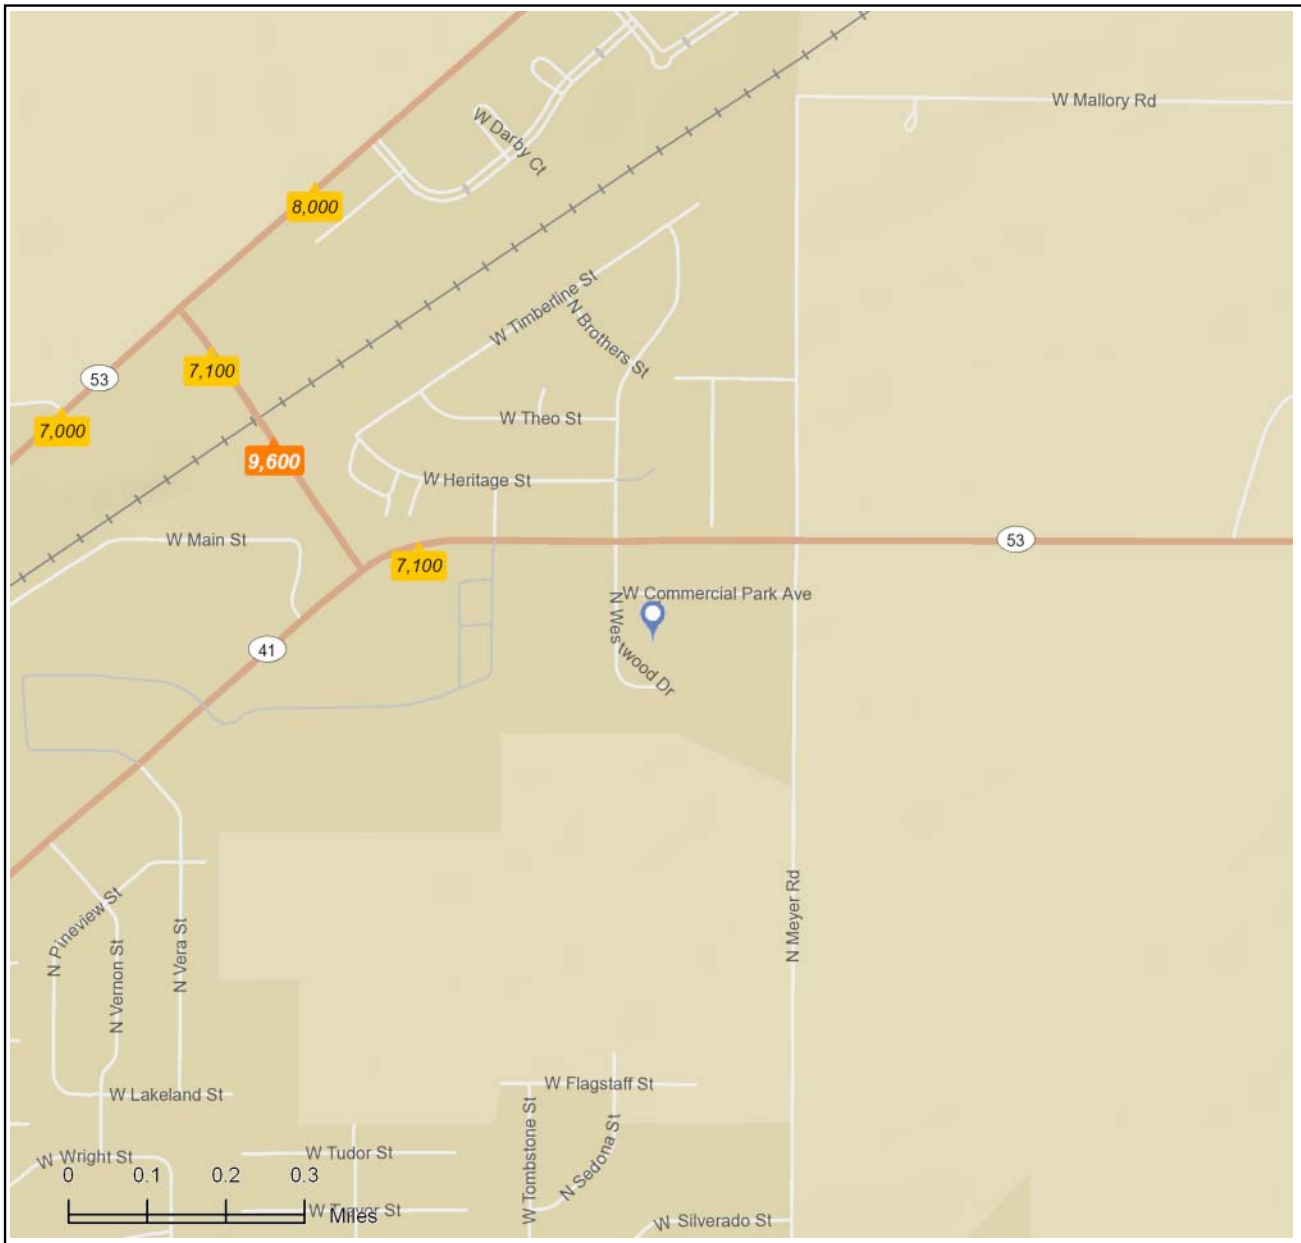 W Mallory Rd
W Darby Ct
8,000
W Timberline St
N Brothers St
7,100
53
7,000
W Theo St
9,600
W Heritage St
W Main St
53
7,100
W Commercial Park Ave
N Westwood Dr
41
N Meyer Rd
N Pineview St
N Vera St
N Vernon St
W Flagstaff St
W Lakeland St
W Tombstone St
N Sedona St
W Tudor St
W Wright St
0 0.1 0.2 0.3
W Travor St
Miles
W Silverado St